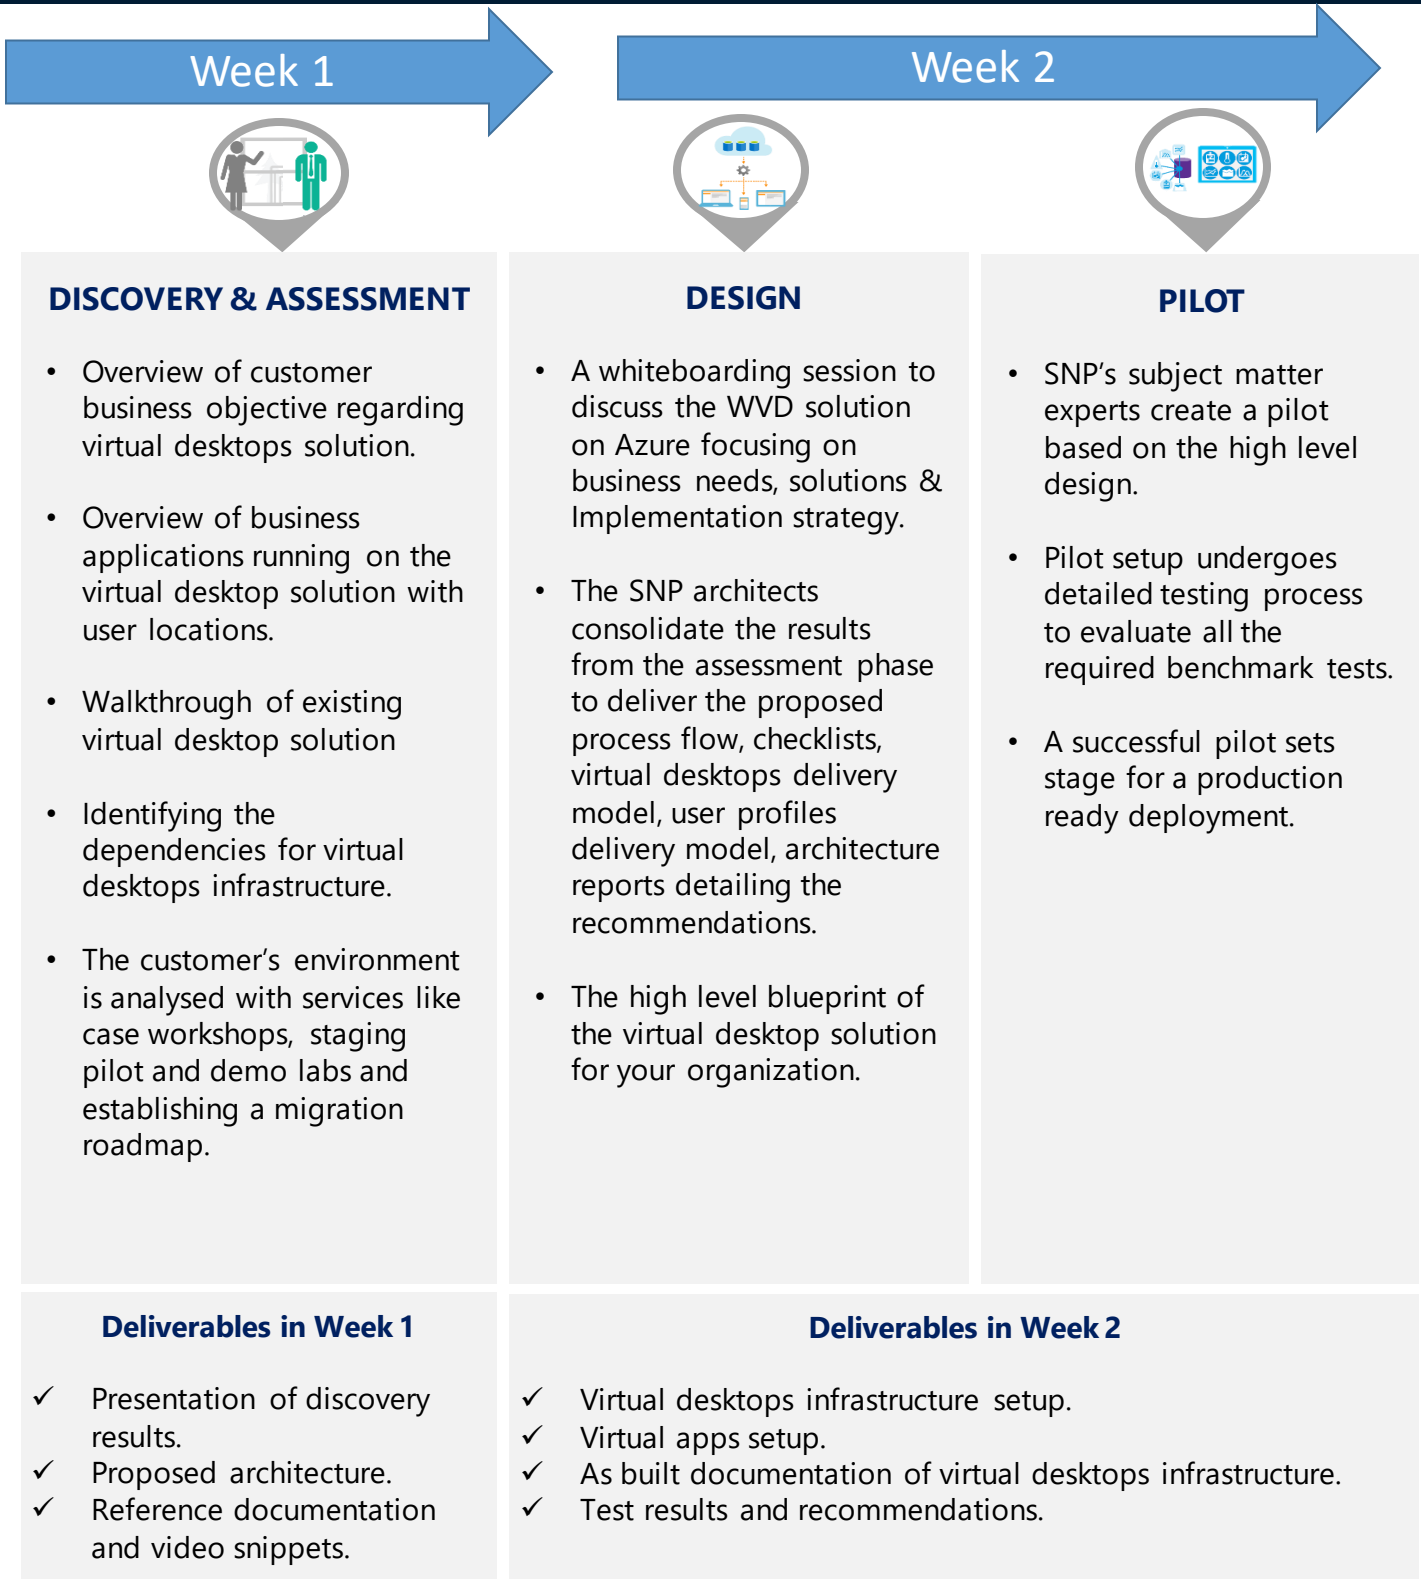 Week 1
Week 2
DISCOVERY & ASSESSMENT
• Overview of customer
business objective regarding
virtual desktops solution.
• Overview of business
applications running on the
virtual desktop solution with
user locations.
• Walkthrough of existing
virtual desktop solution
• Identifying the
dependencies for virtual
desktops infrastructure.
• The customer’s environment
is analysed with services like
case workshops, staging
pilot and demo labs and
establishing a migration
roadmap.
DESIGN
• A whiteboarding session to
discuss the WVD solution
on Azure focusing on
business needs, solutions &
Implementation strategy.
• The SNP architects
consolidate the results
from the assessment phase
to deliver the proposed
process flow, checklists,
virtual desktops delivery
model, user profiles
delivery model, architecture
reports detailing the
recommendations.
• The high level blueprint of
the virtual desktop solution
for your organization.
PILOT
• SNP’s subject matter
experts create a pilot
based on the high level
design.
• Pilot setup undergoes
detailed testing process
to evaluate all the
required benchmark tests.
• A successful pilot sets
stage for a production
ready deployment.
Deliverables in Week 1
✓ Presentation of discovery
results.
✓ Proposed architecture.
✓ Reference documentation
and video snippets.
Deliverables in Week 2
✓ Virtual desktops infrastructure setup.
✓ Virtual apps setup.
✓ As built documentation of virtual desktops infrastructure.
✓ Test results and recommendations.